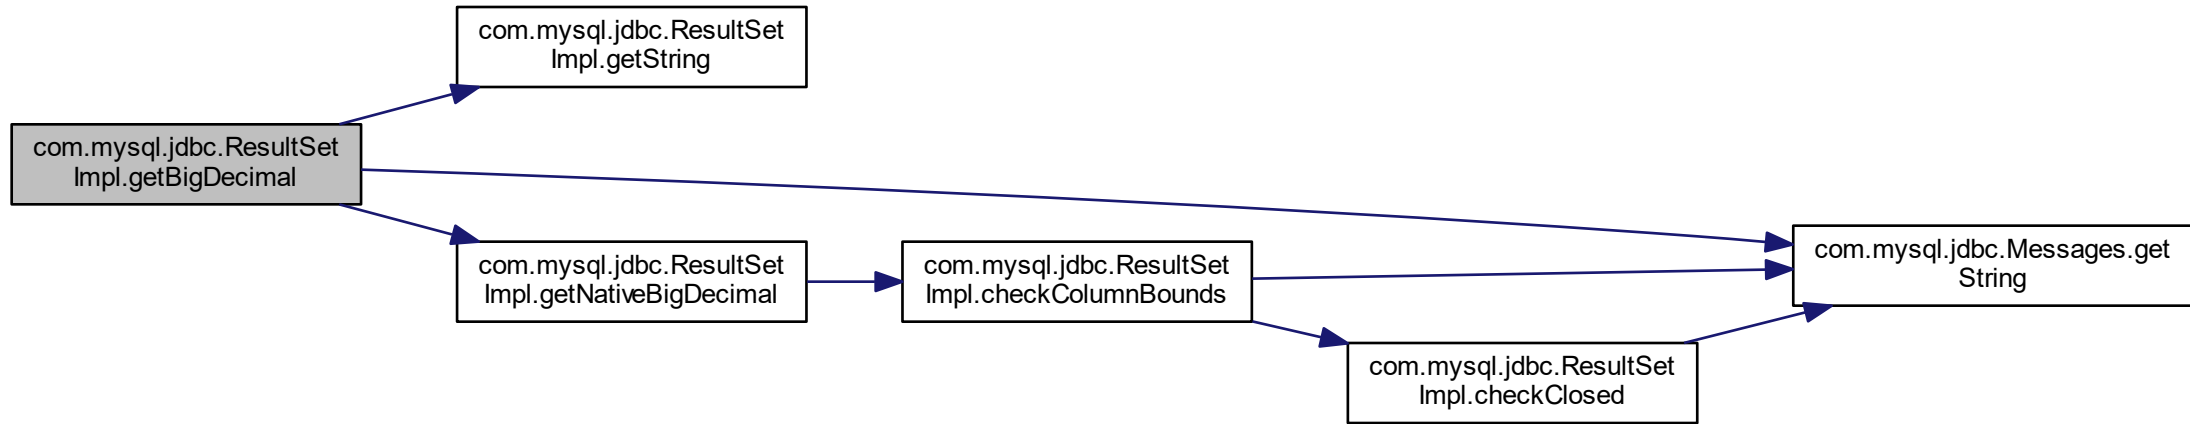 com.mysql.jdbc.ResultSet
Impl.getString
com.mysql.jdbc.ResultSet
Impl.getBigDecimal
com.mysql.jdbc.ResultSet
Impl.getNativeBigDecimal
com.mysql.jdbc.ResultSet
Impl.checkColumnBounds
com.mysql.jdbc.Messages.get
String
com.mysql.jdbc.ResultSet
Impl.checkClosed